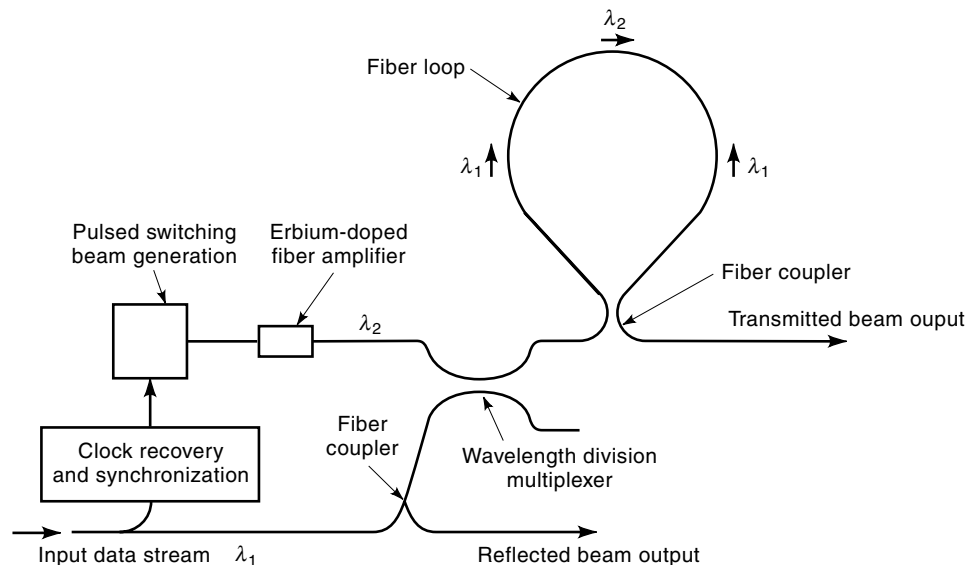 λ2
Fiber loop
λ1
λ1
Pulsed switching
beam generation
Erbium-doped
fiber amplifier
Fiber coupler
λ2
Transmitted beam ouput
Clock recovery
and synchronization
Fiber
coupler
Wavelength division
multiplexer
Input data stream λ1
Reflected beam output